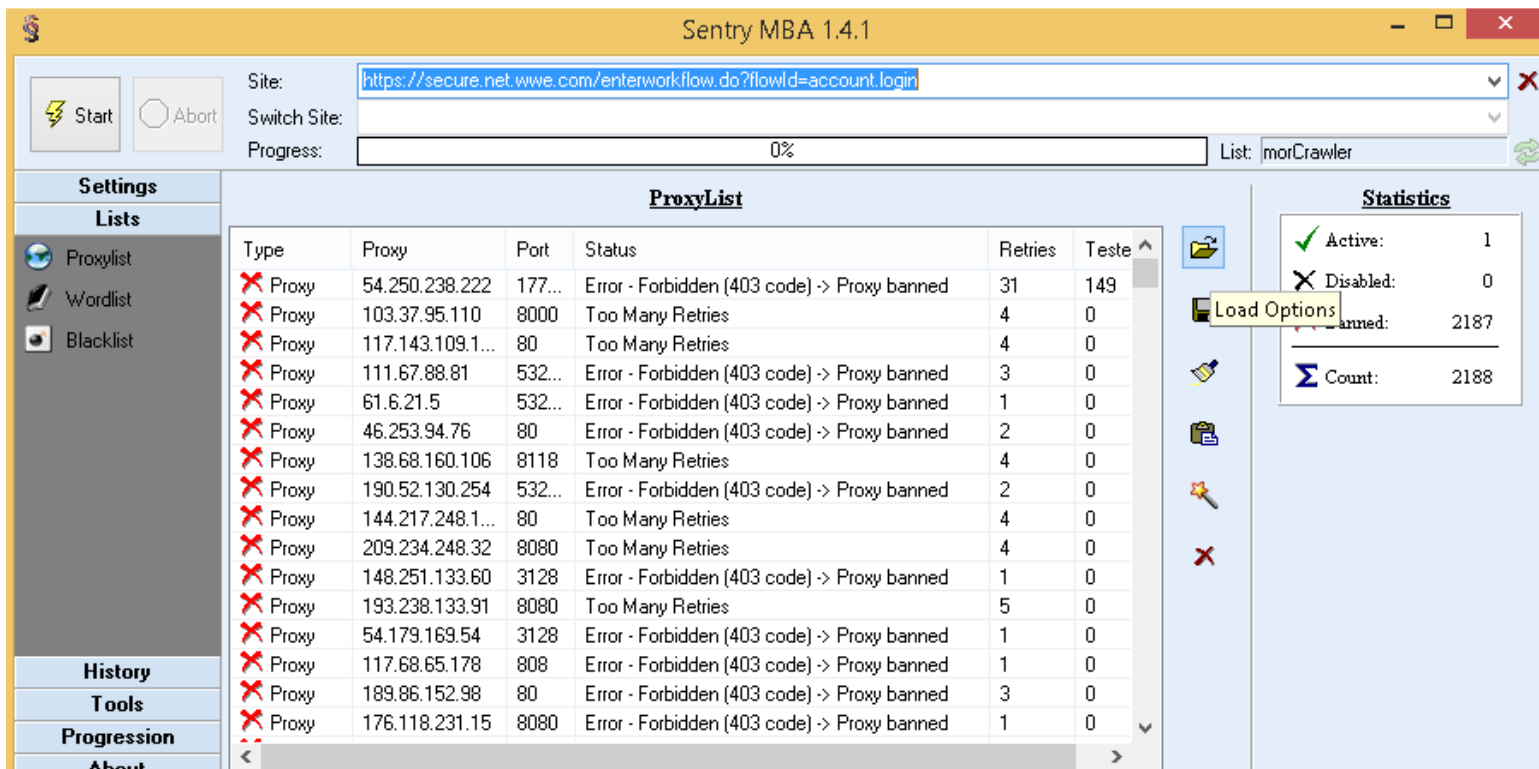 Sentry MBA 1.4.1
Start
Abort
Site:
https://secure.net.wwe.com/enterworkflow.do?flowId=account.login
Switch Site:
Progress:
0%
List: morCrawler
Settings
Lists
Proxylist
Wordlist
Blacklist
History
Tools
Progression
About
ProxyList
Type Proxy Port Status Retries Teste
Proxy 54.250.238.222 177... Error - Forbidden (403 code) -> Proxy banned 31 149
Proxy 103.37.95.110 8000 Too Many Retries 4 0
Proxy 117.143.109.1... 80 Too Many Retries 4 0
Proxy 111.67.88.81 532... Error - Forbidden (403 code) -> Proxy banned 3 0
Proxy 61.6.21.5 532... Error - Forbidden (403 code) -> Proxy banned 1 0
Proxy 46.253.94.76 80 Error - Forbidden (403 code) -> Proxy banned 2 0
Proxy 138.68.160.106 8118 Too Many Retries 4 0
Proxy 190.52.130.254 532... Error - Forbidden (403 code) -> Proxy banned 2 0
Proxy 144.217.248.1... 80 Too Many Retries 4 0
Proxy 209.234.248.32 8080 Too Many Retries 4 0
Proxy 148.251.133.60 3128 Error - Forbidden (403 code) -> Proxy banned 1 0
Proxy 193.238.133.91 8080 Too Many Retries 5 0
Proxy 54.179.169.54 3128 Error - Forbidden (403 code) -> Proxy banned 1 0
Proxy 117.68.65.178 808 Error - Forbidden (403 code) -> Proxy banned 1 0
Proxy 189.86.152.98 80 Error - Forbidden (403 code) -> Proxy banned 3 0
Proxy 176.118.231.15 8080 Error - Forbidden (403 code) -> Proxy banned 1 0
Load Options
Statistics
Active: 1
Disabled: 0
anned: 2187
Count: 2188